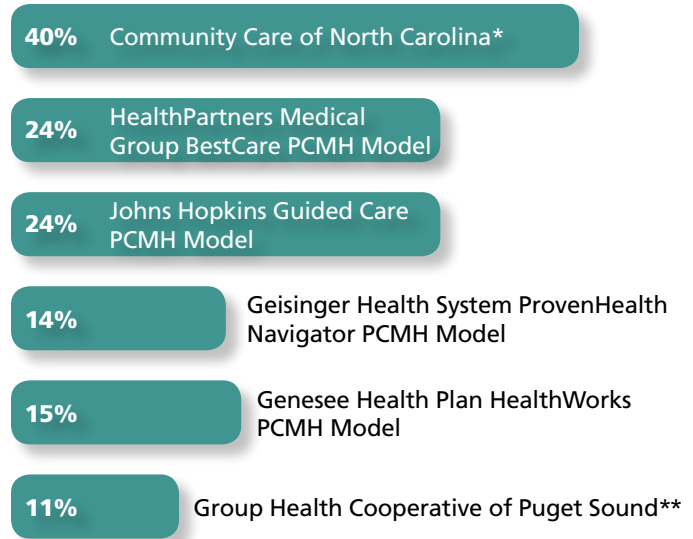 40% Community Care of North Carolina*
24% HealthPartners Medical
Group BestCare PCMH Model
24% Johns Hopkins Guided Care
PCMH Model
14% Geisinger Health System ProvenHealth
Navigator PCMH Model
15% Genesee Health Plan HealthWorks
PCMH Model
11% Group Health Cooperative of Puget Sound**